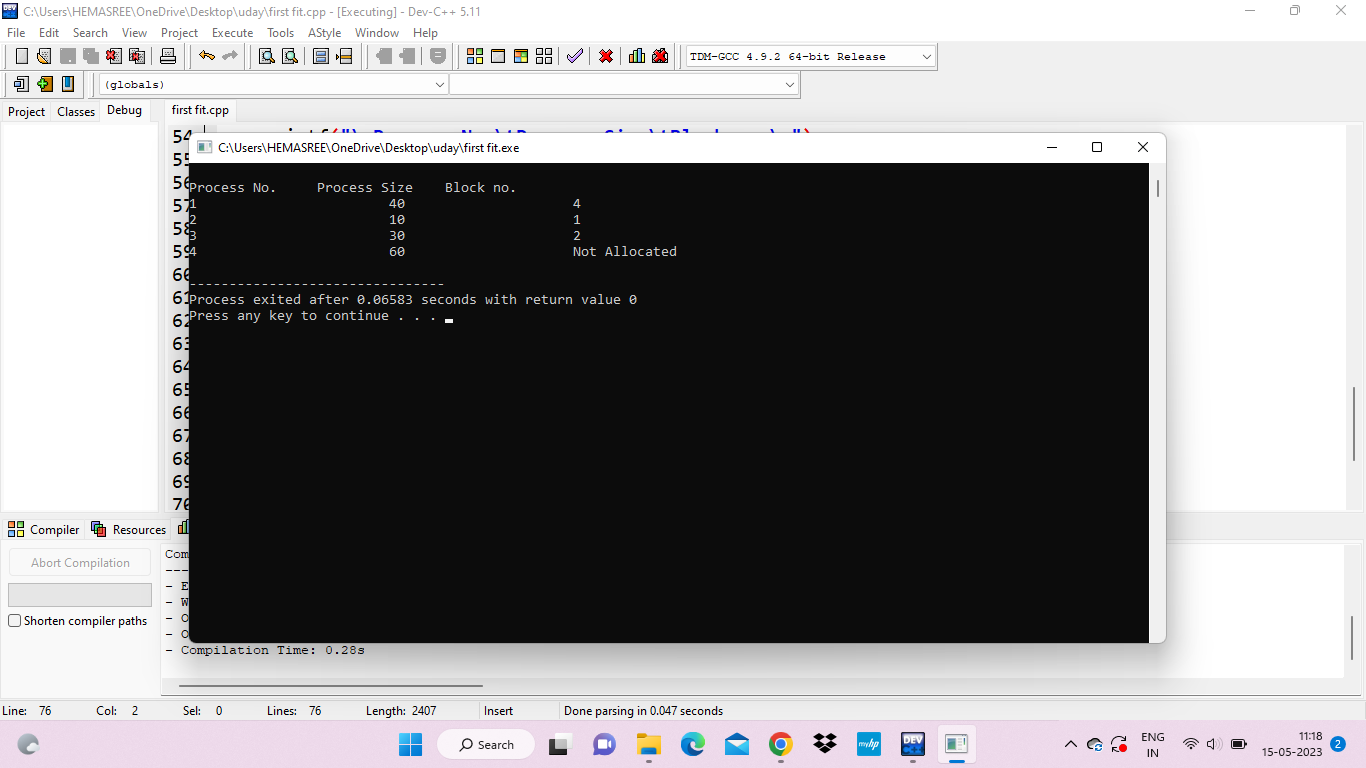 C:\Users\HEMASREE\OneDrive\Desktop\uday\first fit.cpp - [Executing] - Dev-C++ 5.11
File Edit Search View Project Execute Tools AStyle Window Help
TDM-GCC 4.9.2 64-bit Release
(globals)
Project Classes Debug
first fit.cpp
54
C:\Users\HEMASREE\OneDrive\Desktop\uday\first fit.exe
Process No. Process Size Block no.
1 40 4
2 10 1
3 30 2
4 60 Not Allocated
--------------------------------
Process exited after 0.06583 seconds with return value 0
Press any key to continue . . .
55
56
57
58
59
60
61
62
63
64
65
66
67
68
69
70
Compiler Resources
Abort Compilation
Shorten compiler paths
- Compilation Time: 0.28s
Line: 76 Col: 2 Sel: 0 Lines: 76 Length: 2407 Insert Done parsing in 0.047 seconds
Search
myhp
DEV C++
ENG
IN
11:18
15-05-2023
2